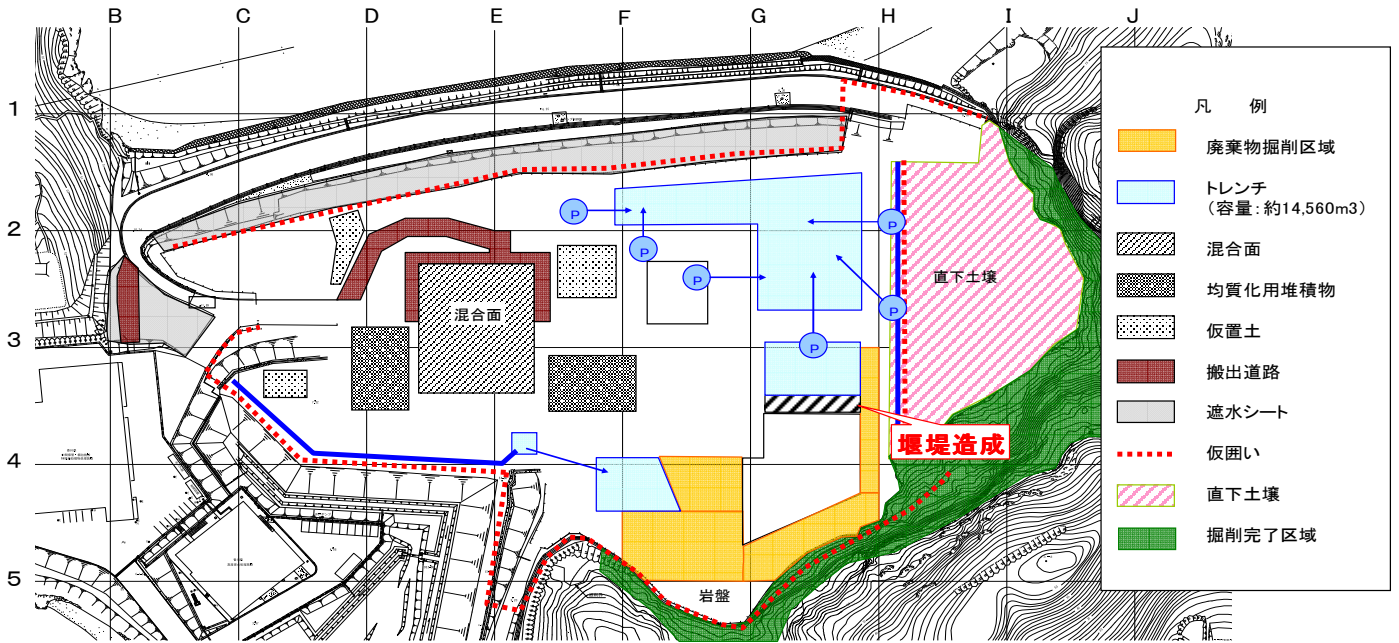 B C D E F G H I J
1
2
3
4
5
P
P
P
P
P
P
P
混合面
直下土壌
堰堤造成
岩盤
凡 例
廃棄物掘削区域
トレンチ
(容量:約14,560m3)
混合面
均質化用堆積物
仮置土
搬出道路
遮水シート
仮囲い
直下土壌
掘削完了区域